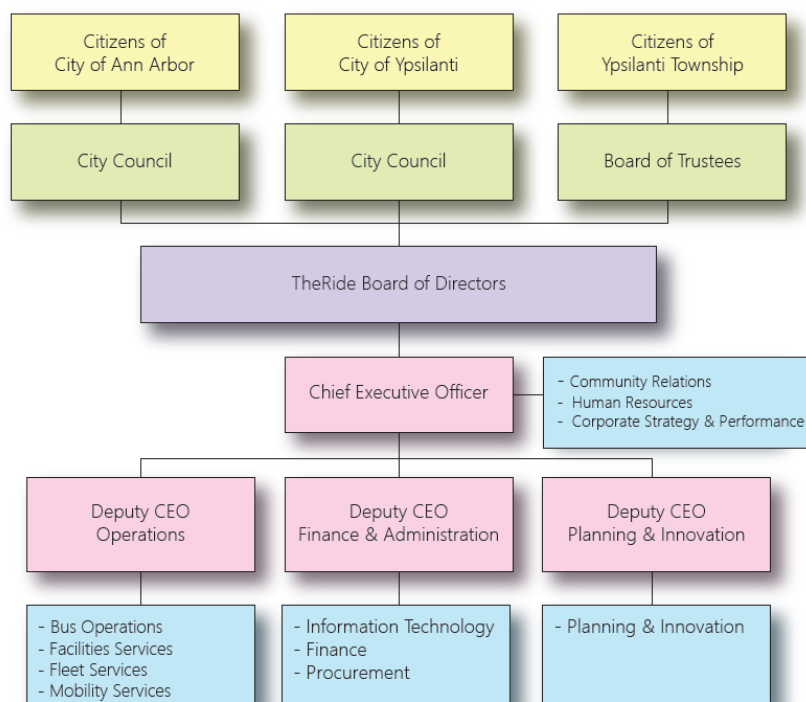 Citizens of
City of Ann Arbor
Citizens of
City of Ypsilanti
Citizens of
Ypsilanti Township
City Council
City Council
Board of Trustees
TheRide Board of Directors
Chief Executive Officer
- Community Relations
- Human Resources
- Corporate Strategy & Performance
Deputy CEO
Operations
Deputy CEO
Finance & Administration
Deputy CEO
Planning & Innovation
- Bus Operations
- Facilities Services
- Fleet Services
- Mobility Services
- Information Technology
- Finance
- Procurement
- Planning & Innovation